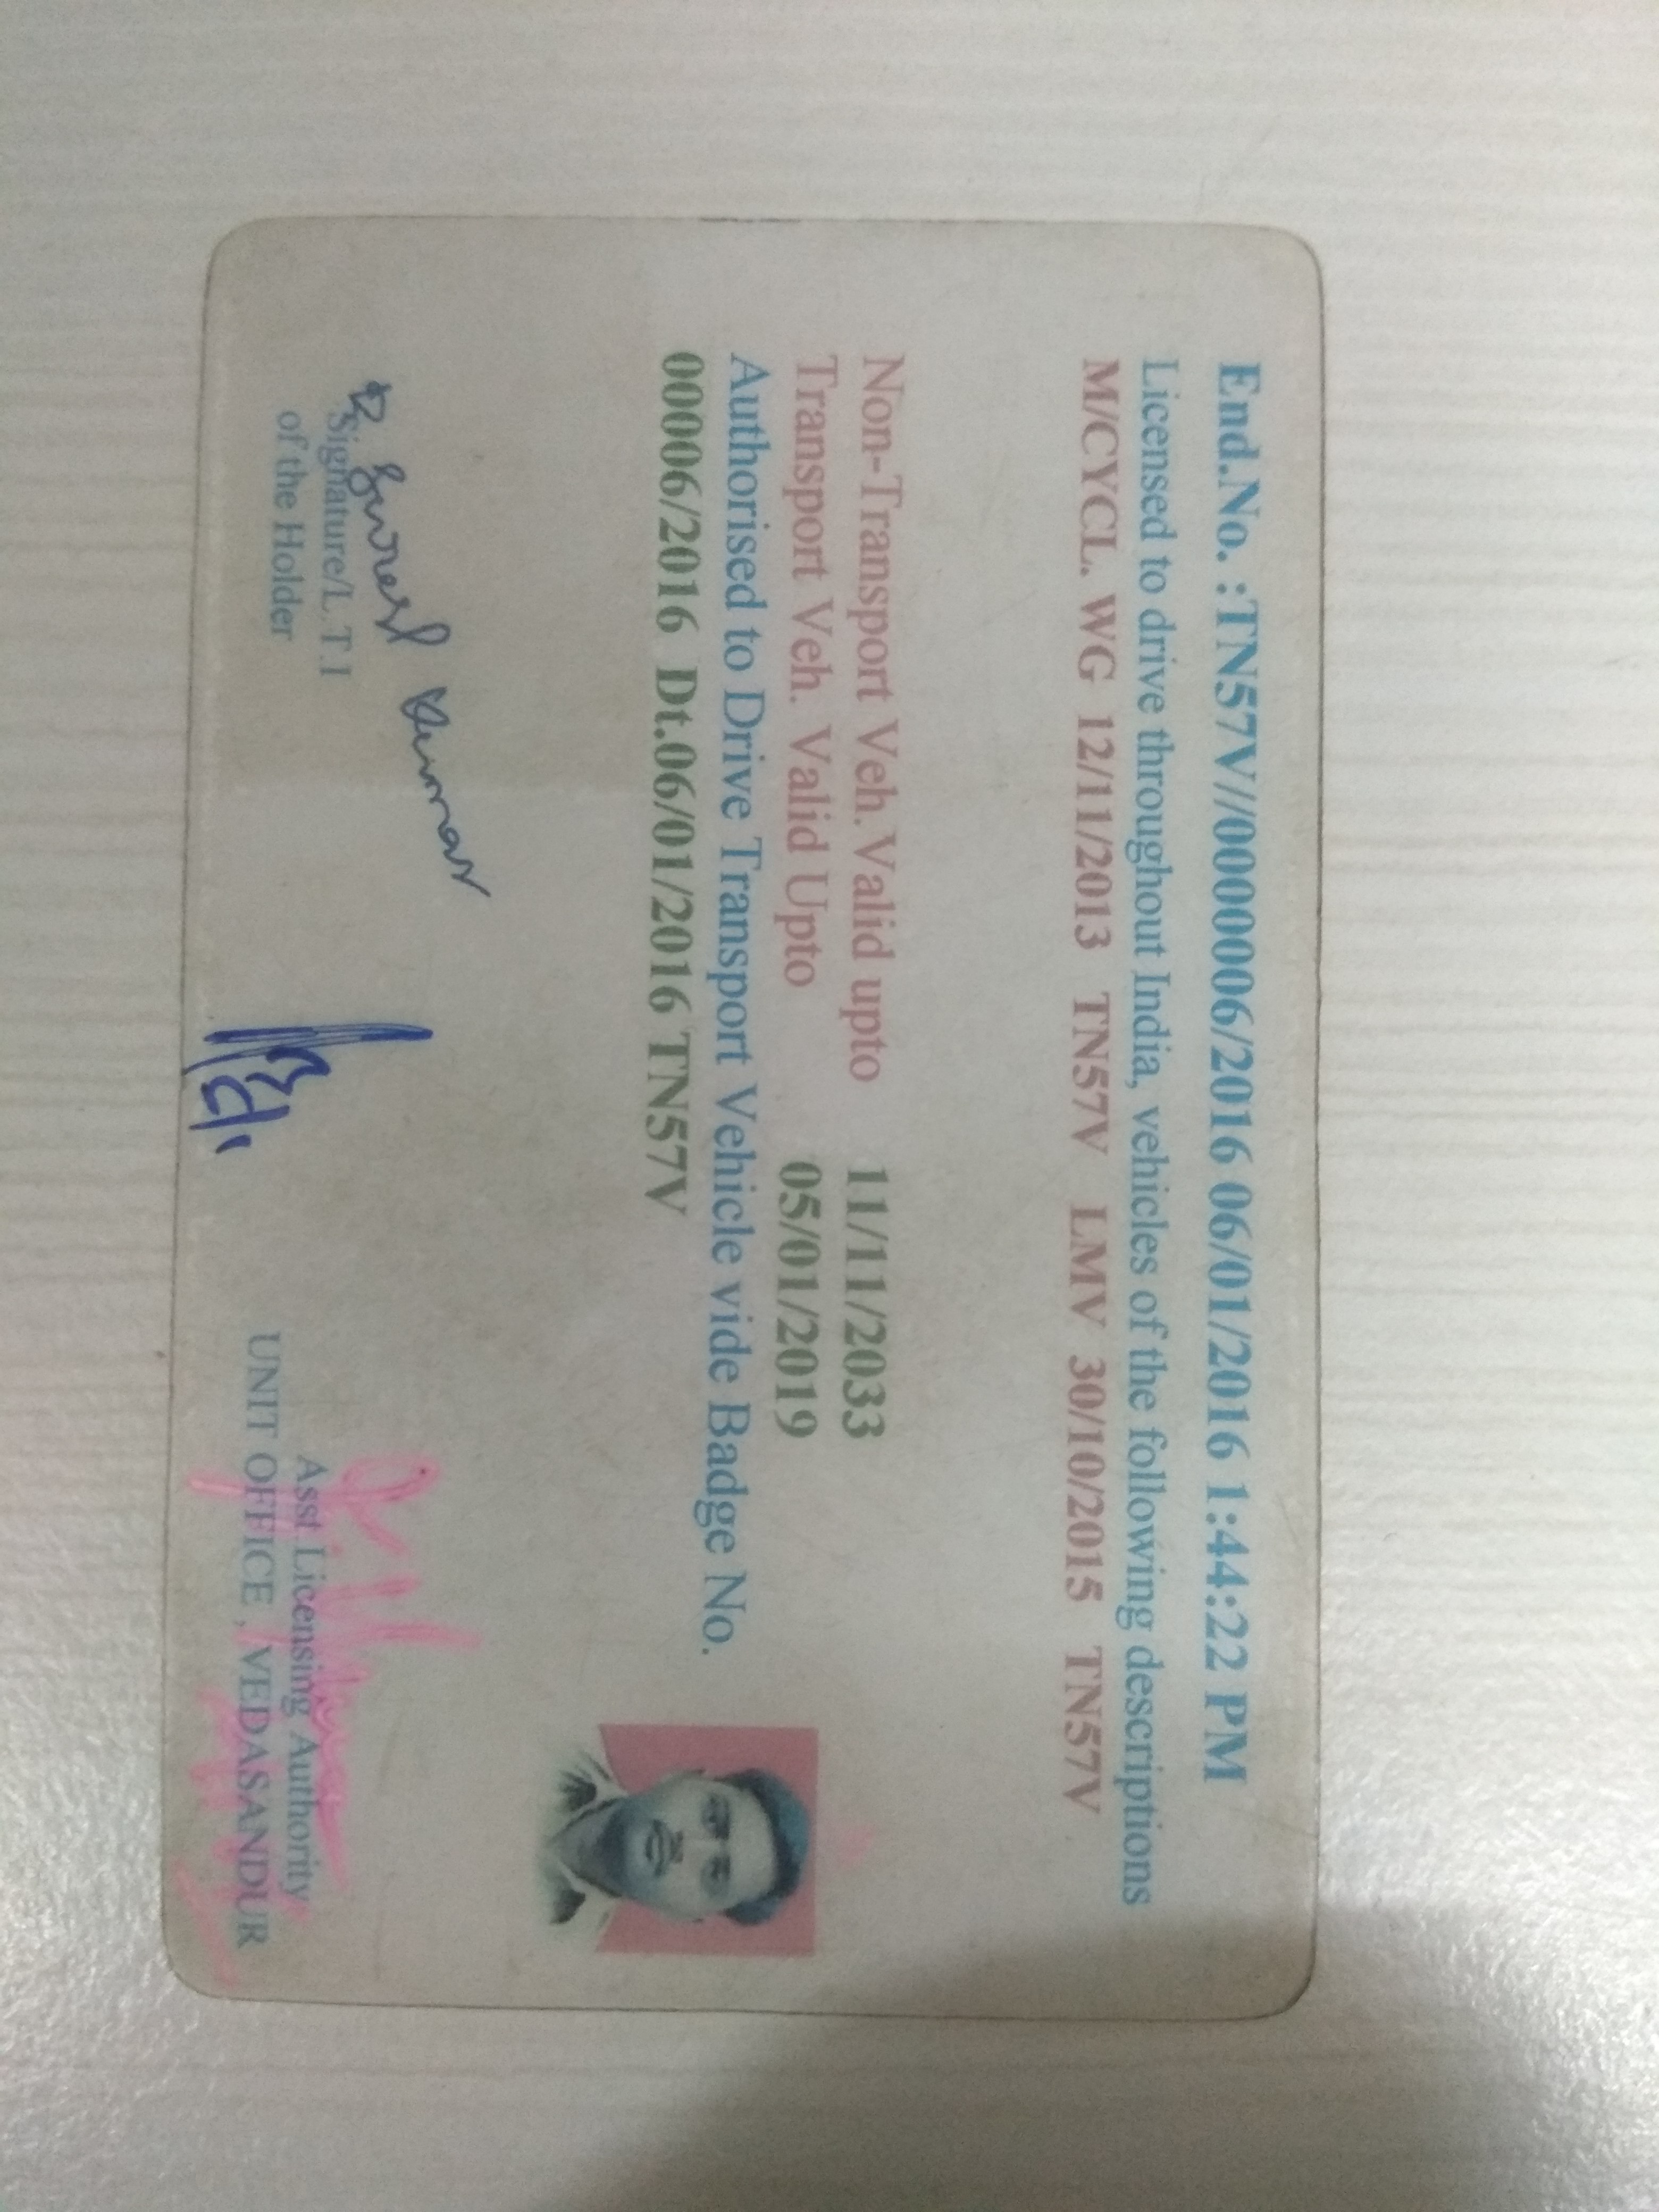 End.No. :TN57V//0000006/2016 06/01/2016 1:44:22 PM
Licensed to drive throughout India, vehicles of the following descriptions
M/CYCL. WG 12/11/2013 TN57V LMV 30/10/2015 TN57V
Non-Transport Veh.Valid upto 11/11/2033
Transport Veh. Valid Upto 05/01/2019
Authorised to Drive Transport Vehicle vide Badge No.
00006/2016 Dt.06/01/2016 TN57V
Suresh Kumar
Signature/L.T.I
of the Holder
Asst Licensing Authority
UNIT OFFICE , VEDASANDUR